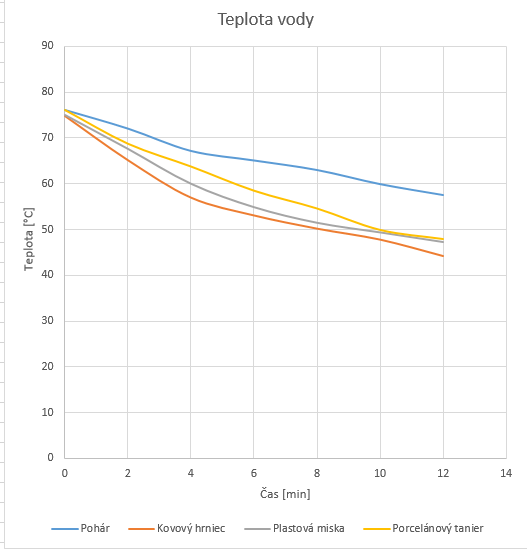 Teplota vody
90
80
70
60
50
40
30
20
10
0
Teplota [°C]
0 2 4 6 8 10 12 14
Čas [min]
Pohár Kovový hrniec Plastová miska Porcelánový tanier